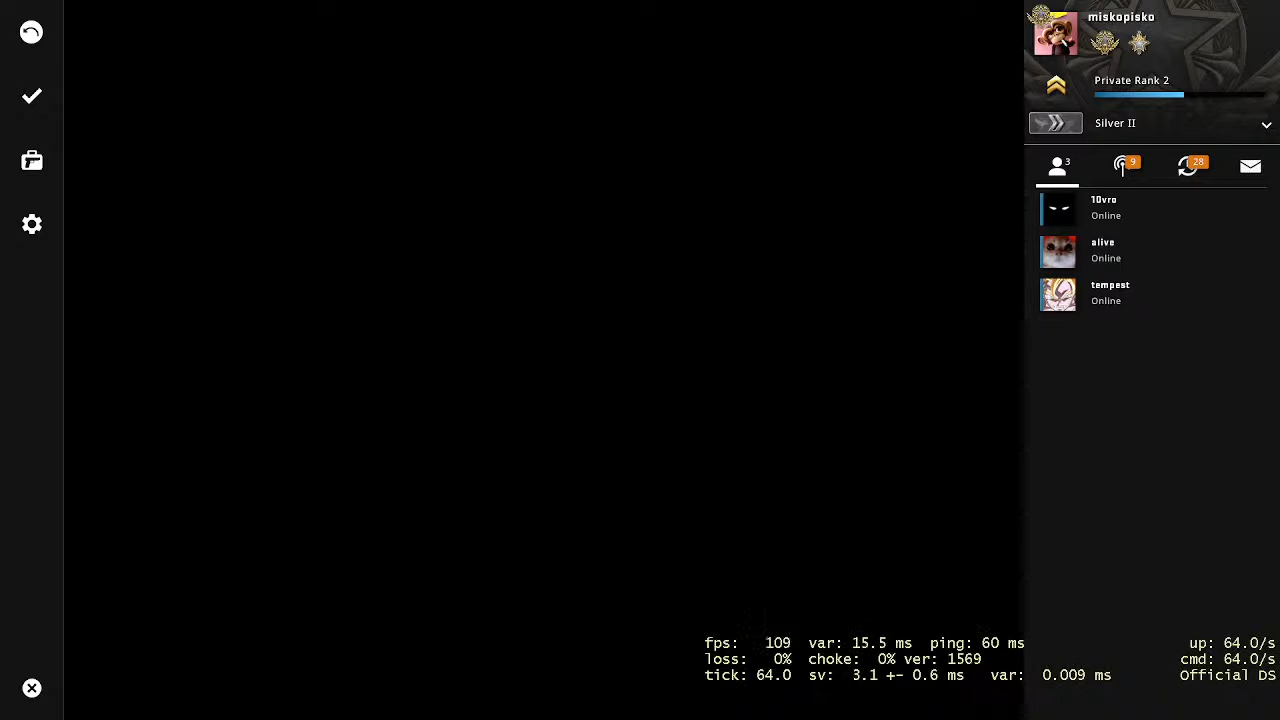 miskopisko
Private Rank 2
Silver II
3
9
28
10vro
Online
alive
Online
tempest
Online
fps: 109 var: 15.5 ms ping: 60 ms up: 64.0/s
loss: 0% choke: 0% ver: 1569 cmd: 64.0/s
tick: 64.0 sv: 3.1 +- 0.6 ms var: 0.009 ms Official DS